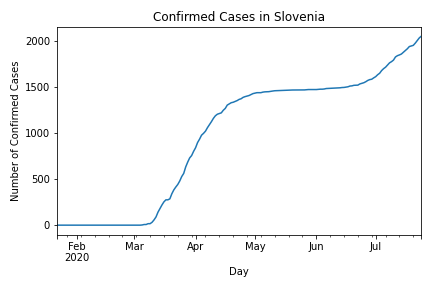 Confirmed Cases in Slovenia
Number of Confirmed Cases
2000
1500
1000
500
0
Feb Mar Apr May Jun Jul
2020
Day